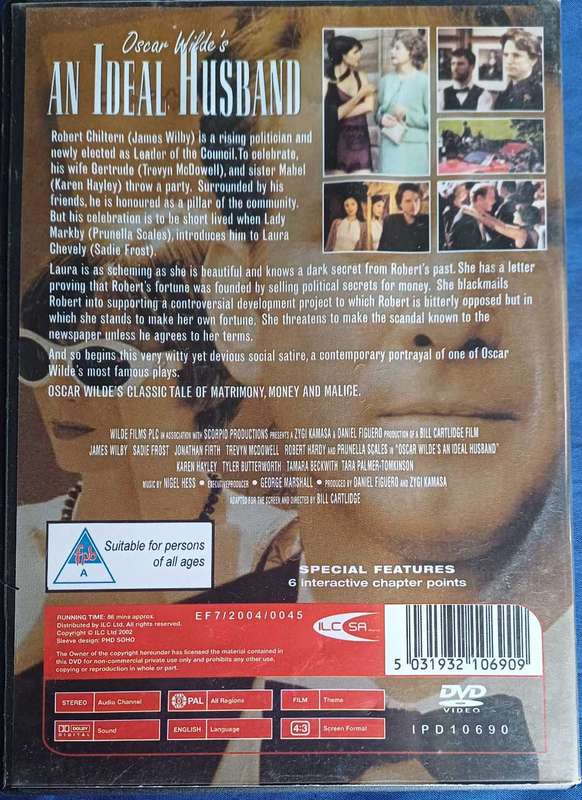 Oscar Wilde's
AN IDEAL HUSBAND
Robert Chiltern (James Wilby) is a rising politician and
newly elected as Leader of the Council. To celebrate,
his wife Gertrude (Trevyn McDowell), and sister Mabel
(Karen Hayley) throw a party. Surrounded by his
friends, he is honoured as a pillar of the community.
But his celebration is to be short lived when Lady
Markby (Prunella Scales), introduces him to Laura
Chevely (Sadie Frost).
Laura is as scheming as she is beautiful and knows a dark secret from Robert's past. She has a letter
proving that Robert's fortune was founded by selling political secrets for money. She blackmails
Robert into supporting a controversial development project to which Robert is bitterly opposed but in
which she stands to make her own fortune. She threatens to make the scandal known to the
newspaper unless he agrees to her terms.
And so begins this very witty yet devious social satire, a contemporary portrayal of one of Oscar
Wilde's most famous plays.
OSCAR WILDE'S CLASSIC TALE OF MATRIMONY, MONEY AND MALICE.
WILDE FILMS PLC IN ASSOCIATION WITH SCORPIO PRODUCTIONS PRESENTS A ZYGI KAMASA & DANIEL FIGUERO PRODUCTION OF A BILL CARTLIDGE FILM
JAMES WILBY SADIE FROST JONATHAN FIRTH TREVYN MCDOWELL ROBERT HARDY AND PRUNELLA SCALES IN "OSCAR WILDE'S AN IDEAL HUSBAND"
KAREN HAYLEY TYLER BUTTERWORTH TAMARA BECKWITH TARA PALMER-TOMKINSON
MUSIC BY NIGEL HESS • EXECUTIVE PRODUCER • GEORGE MARSHALL • PRODUCED BY DANIEL FIGUERO AND ZYGI KAMASA
ADAPTED FOR THE SCREEN AND DIRECTED BY BILL CARTLIDGE
fpb
A
Suitable for persons
of all ages
SPECIAL FEATURES
6 interactive chapter points
RUNNING TIME: 86 mins approx.
Distributed by ILC Ltd. All rights reserved.
Copyright © ILC Ltd 2002
Sleeve design: PMD SOHO
EF7/2004/0045
ILC SA
The Owner of the copyright hereunder has licensed the material contained in
this DVD for non-commercial private use only and prohibits any other use,
copying or reproduction in whole or part.
5 031932 106909
STEREO Audio Channel
PAL All Regions
FILM Theme
DOLBY DIGITAL Sound
ENGLISH Language
4:3 Screen Format
DVD
VIDEO
IPD10690